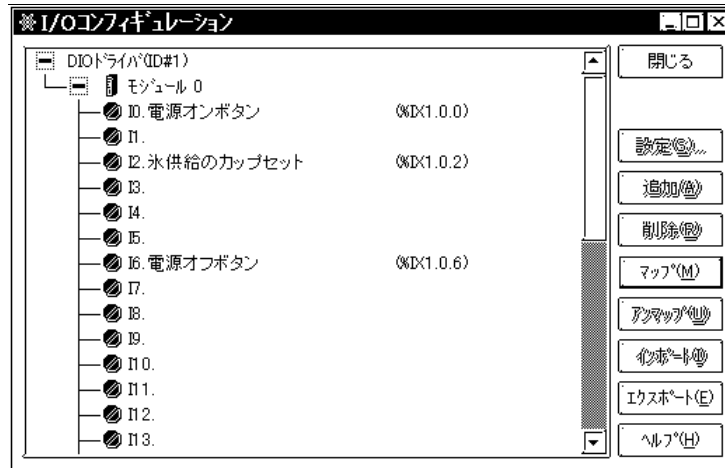 I/Oｺﾝﾌｨｷﾞｭﾚｰｼｮﾝ
DIOﾄﾞﾗｲﾊﾞ(ID#1)
ﾓｼﾞｭｰﾙ 0
I0.電源オンボタン (%IX1.0.0)
I1.
I2.氷供給のカップセット (%IX1.0.2)
I3.
I4.
I5.
I6.電源オフボタン (%IX1.0.6)
I7.
I8.
I9.
I10.
I11.
I12.
I13.
閉じる
設定(S)...
追加(A)
削除(R)
ﾏｯﾌﾟ(M)
ｱﾝﾏｯﾌﾟ(U)
ｲﾝﾎﾟｰﾄ(I)
ｴｸｽﾎﾟｰﾄ(E)
ﾍﾙﾌﾟ(H)